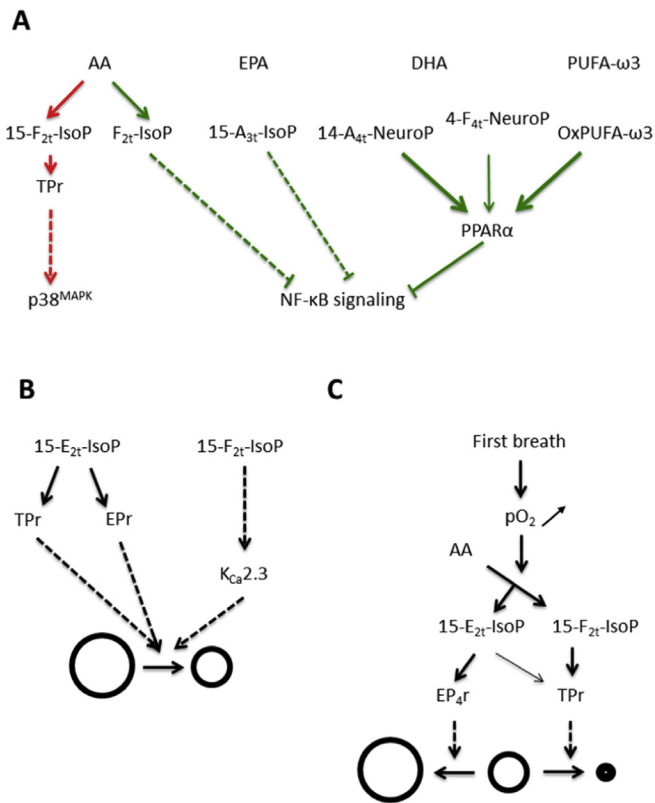 A
AA EPA DHA PUFA-ω3
15-F2t-IsoP F2t-IsoP 15-A3t-IsoP 14-A4t-NeuroP 4-F4t-NeuroP OxPUFA-ω3
TPr
PPARα
p38MAPK NF-κB signaling
B
15-E2t-IsoP 15-F2t-IsoP
TPr EPr
KCa2.3
C
First breath
pO2
AA
15-E2t-IsoP 15-F2t-IsoP
EP4r TPr